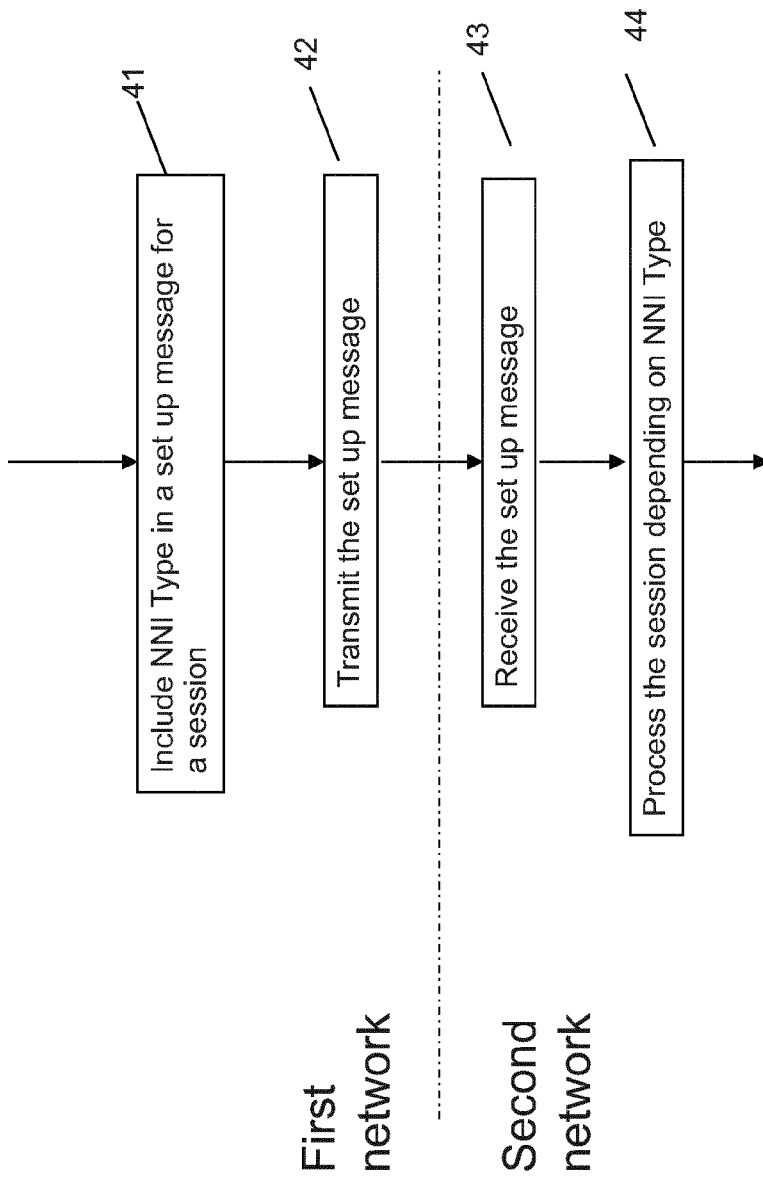 41
Include NNI Type in a set up message for
a session
42
Transmit the set up message
First
network
43
Receive the set up message
Second
network
44
Process the session depending on NNI Type